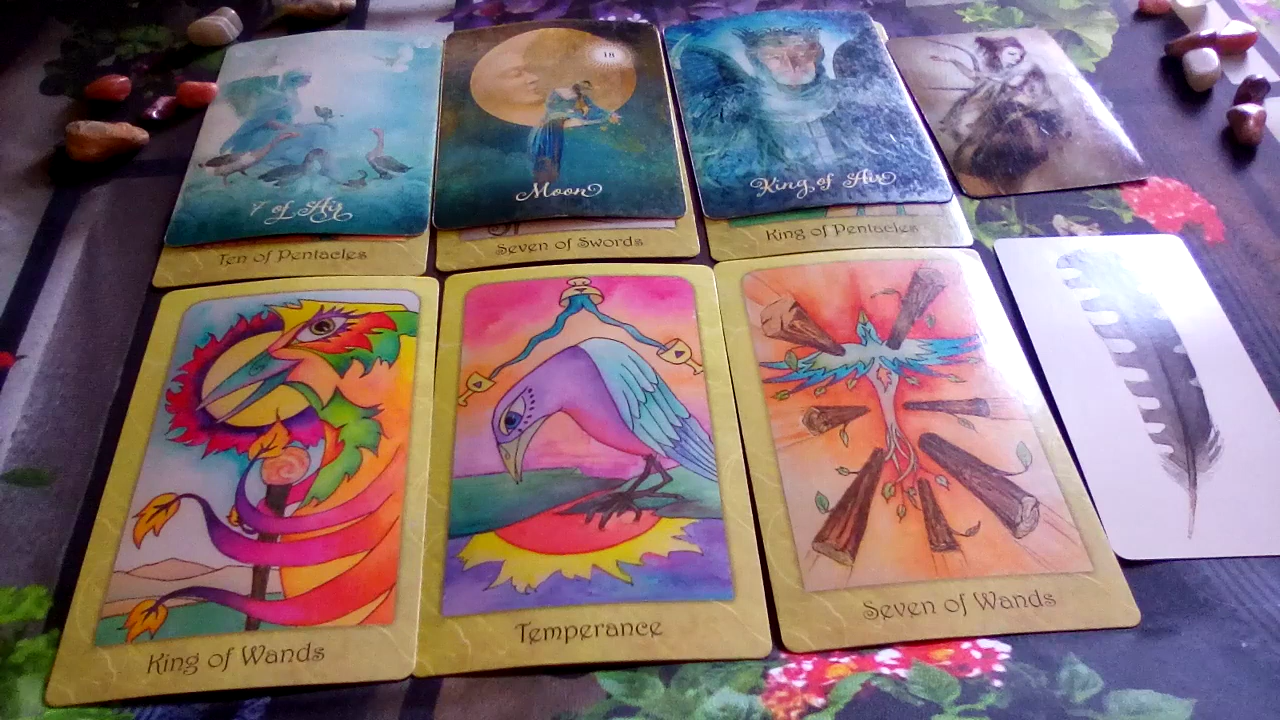 7 of Air
18
Moon
King of Air
Ten of Pentacles
Seven of Swords
King of Pentacles
King of Wands
Temperance
Seven of Wands